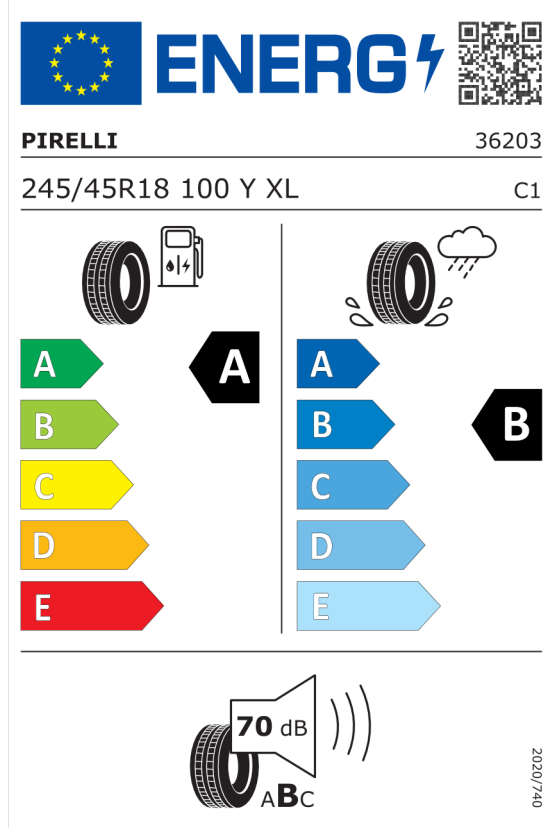 ENERG
PIRELLI 36203
245/45R18 100 Y XL C1
A A A
B B B
C C
D D
E E
70 dB
ABC
2020/740